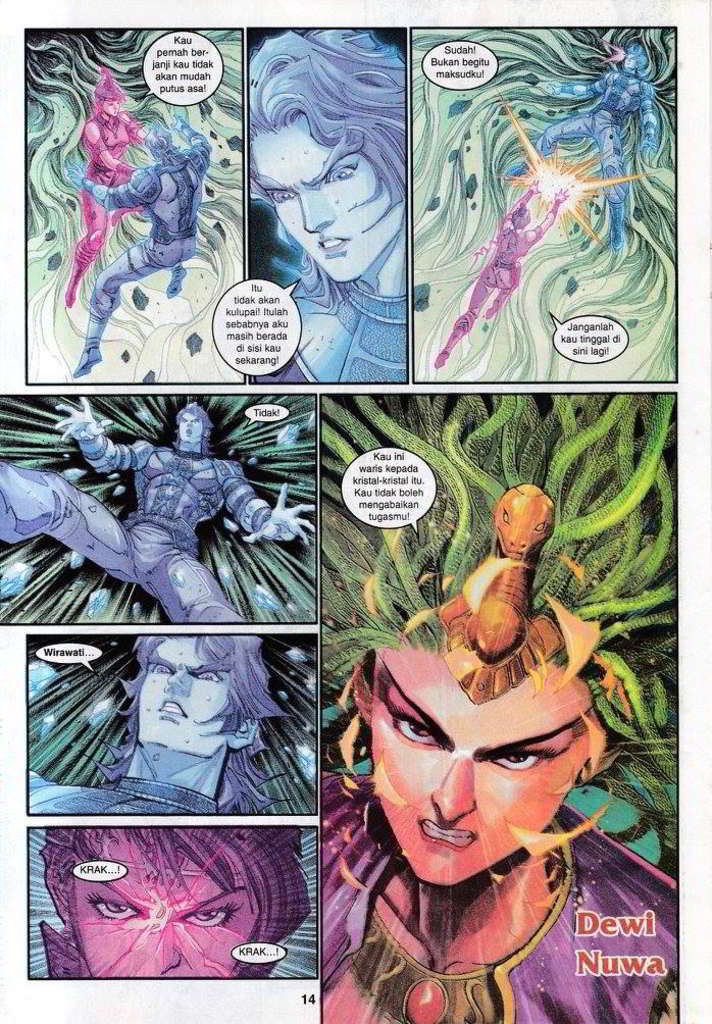 Kau
pernah ber-
janji kau tidak
akan mudah
putus asa!
Itu
tidak akan
kulupai! Itulah
sebabnya aku
masih berada
di sisi kau
sekarang!
Sudah!
Bukan begitu
maksudku!
Janganlah
kau tinggal di
sini lagi!
Tidak!
Wirawati...
KRAK...!
KRAK...!
Kau ini
waris kepada
kristal-kristal itu.
Kau tidak boleh
mengabaikan
tugasmu!
Dewi
Nuwa
14